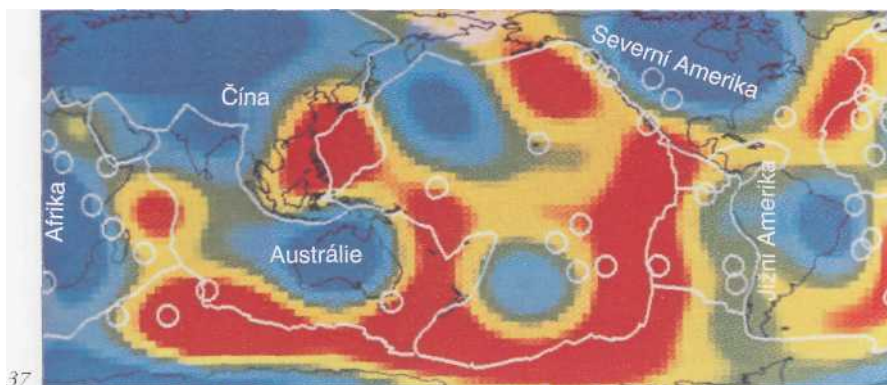 Severní Amerika
Čína
Afrika
Austrálie
Jižní Amerika
37